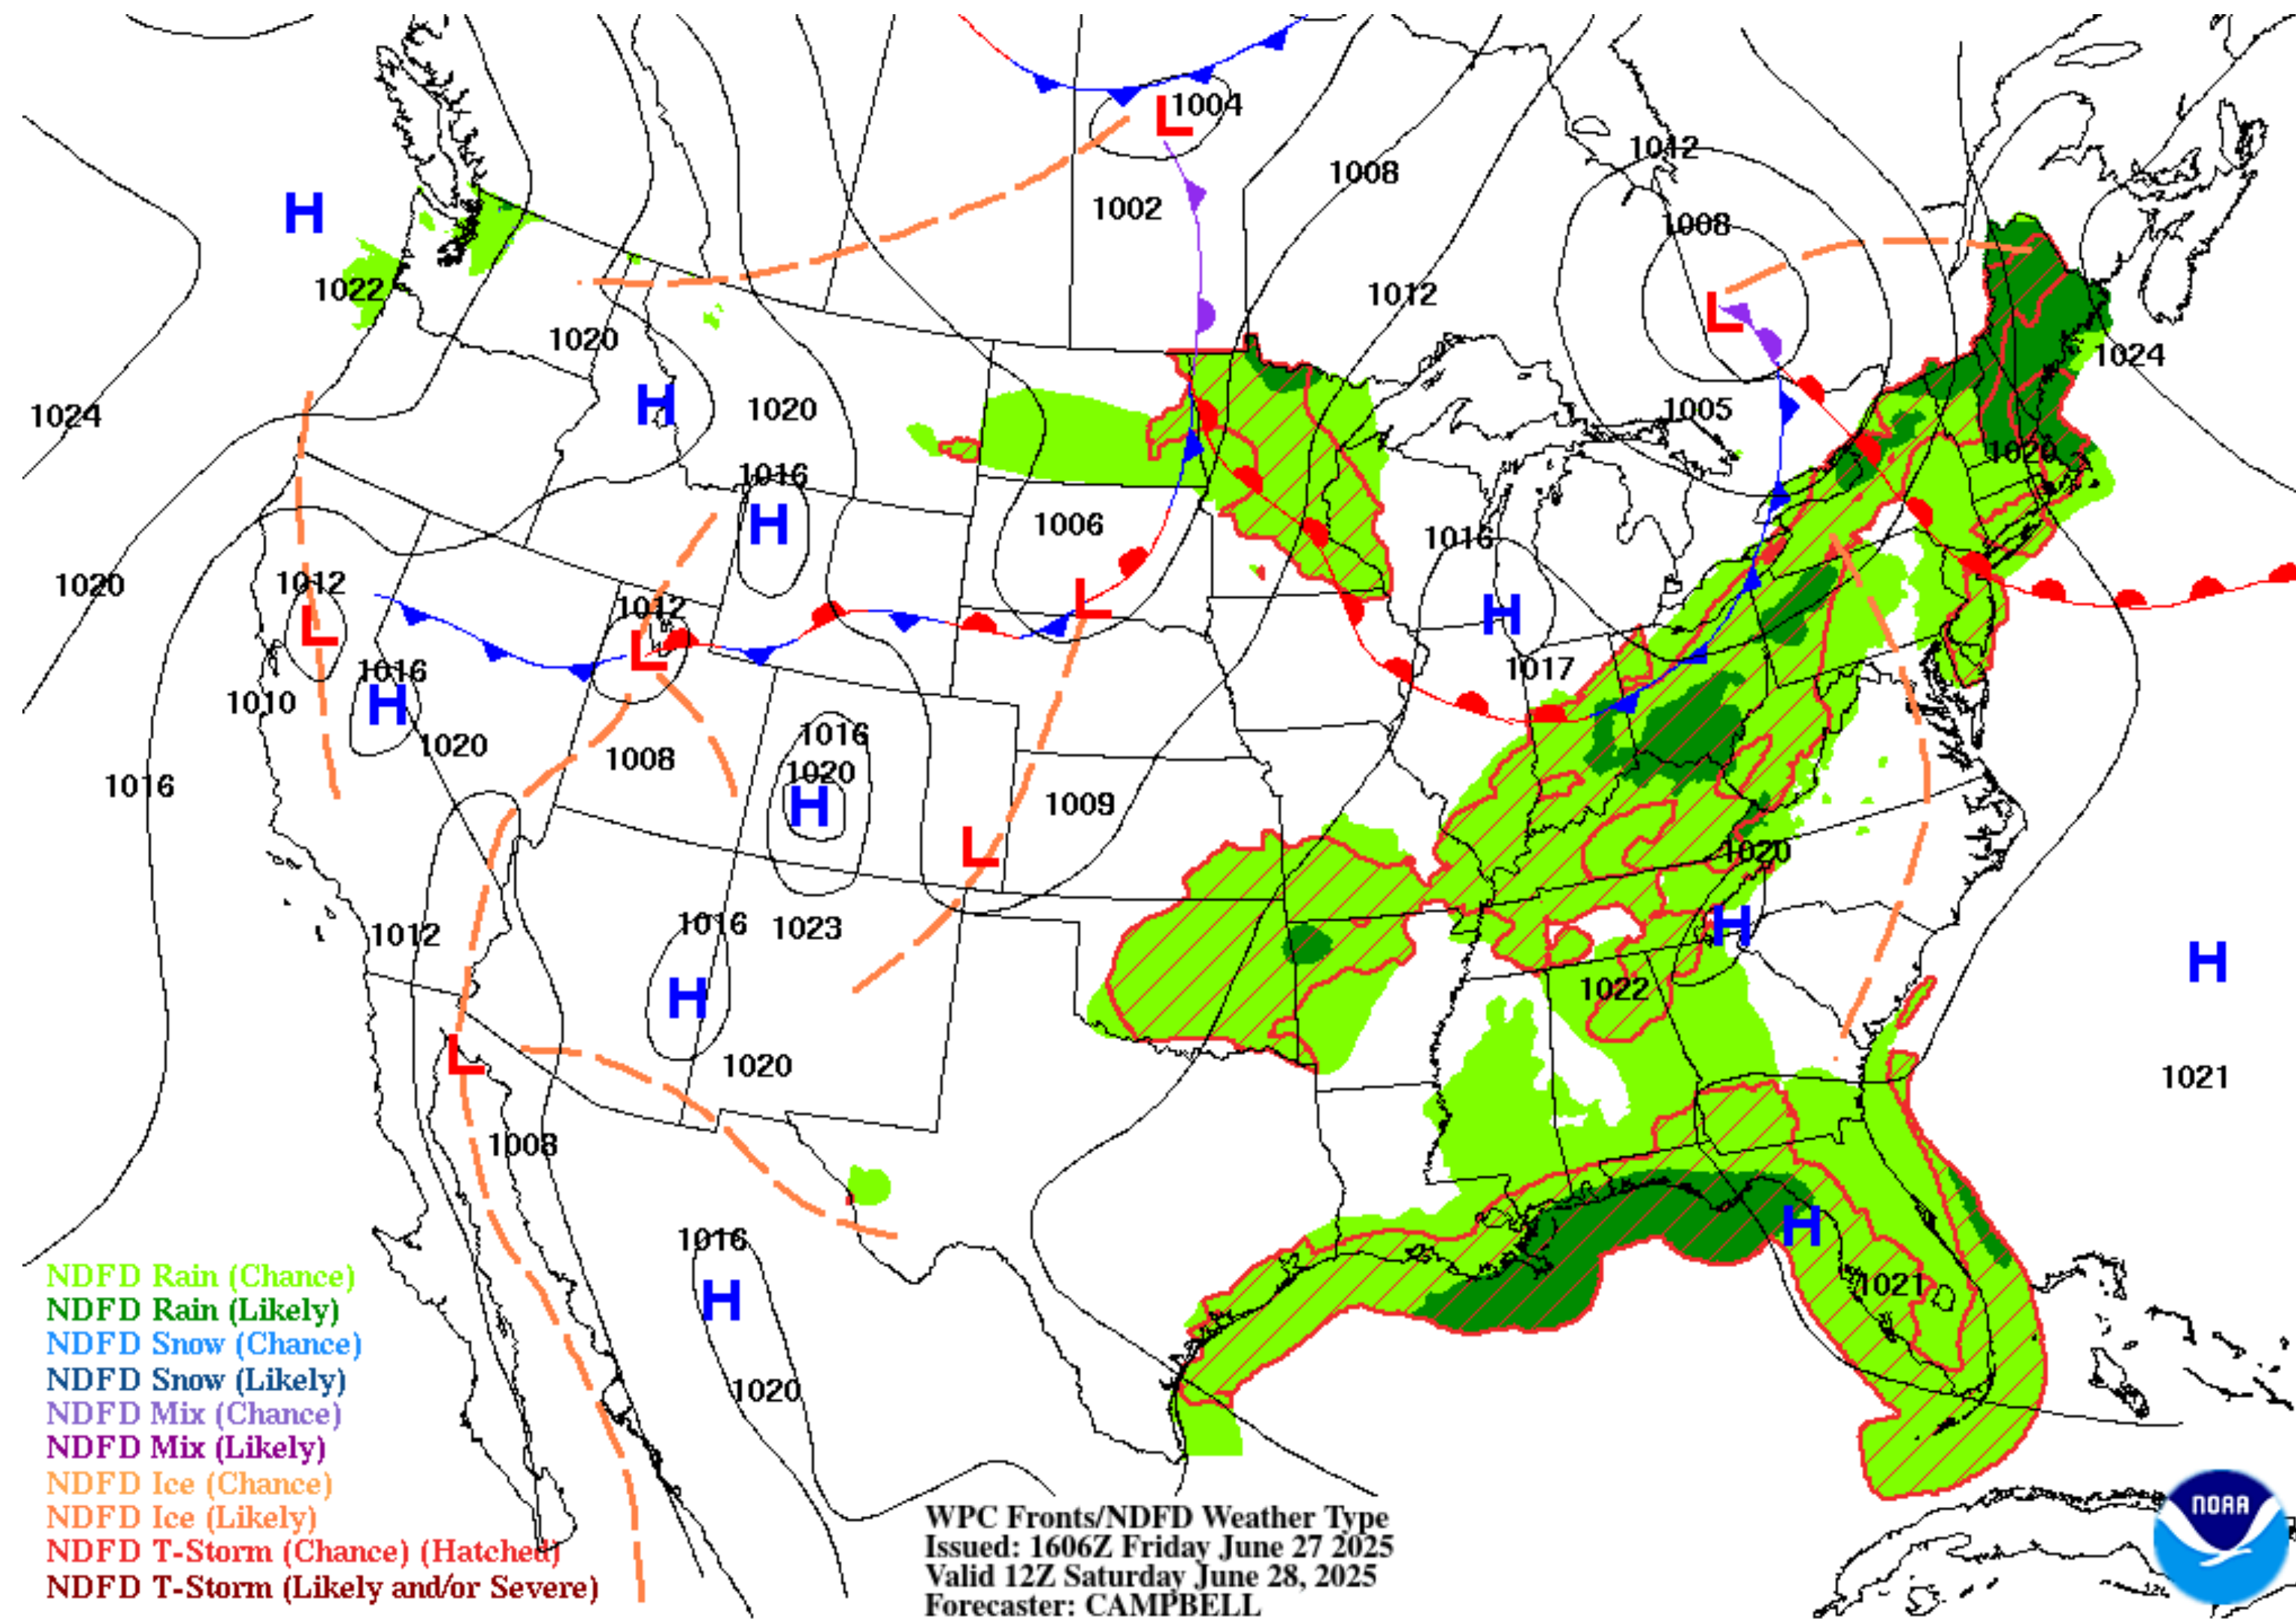 1004
1012
1008
1002
H
1008
L
1022
1012
L
1020
1024
1024
H
1020
1005
1020
1016
H
1006
1016
1020
1012
1012
L
H
L
L
1016
H
1017
1010
1020
1016
1008
1020
1016
H
1009
L
1020
1016
1023
H
1012
H
H
1022
L
1020
1021
1008
1016
H
H
1021
1020
NDFD Rain (Chance)
NDFD Rain (Likely)
NDFD Snow (Chance)
NDFD Snow (Likely)
NDFD Mix (Chance)
NDFD Mix (Likely)
NDFD Ice (Chance)
NDFD Ice (Likely)
NDFD T-Storm (Chance) (Hatched)
NDFD T-Storm (Likely and/or Severe)
WPC Fronts/NDFD Weather Type
Issued: 1606Z Friday June 27 2025
Valid 12Z Saturday June 28, 2025
Forecaster: CAMPBELL
NOAA